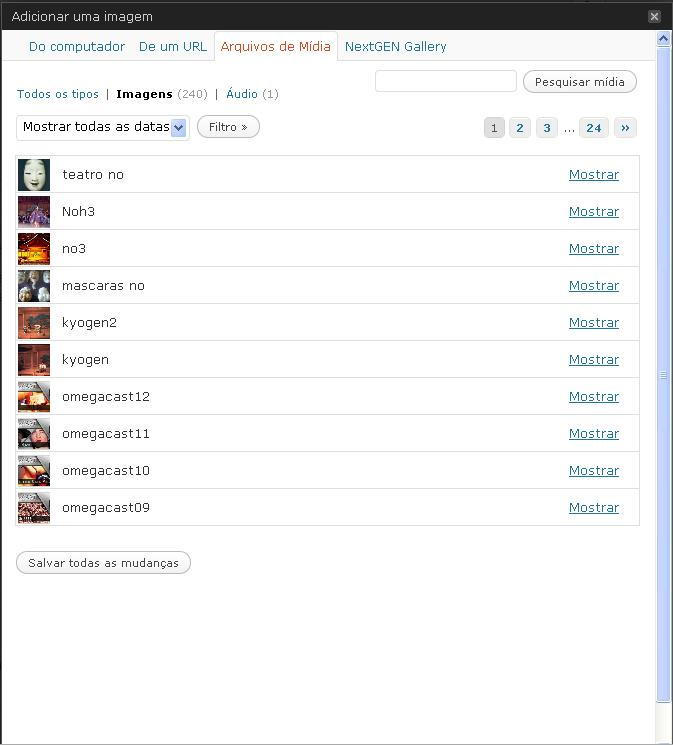 Adicionar uma imagem
Do computador De um URL Arquivos de Mídia NextGEN Gallery
Pesquisar mídia
Todos os tipos | Imagens (240) | Áudio (1)
Mostrar todas as datas Filtro » 1 2 3 ... 24 »
teatro no Mostrar
Noh3 Mostrar
no3 Mostrar
mascaras no Mostrar
kyogen2 Mostrar
kyogen Mostrar
omegacast12 Mostrar
omegacast11 Mostrar
omegacast10 Mostrar
omegacast09 Mostrar
Salvar todas as mudanças